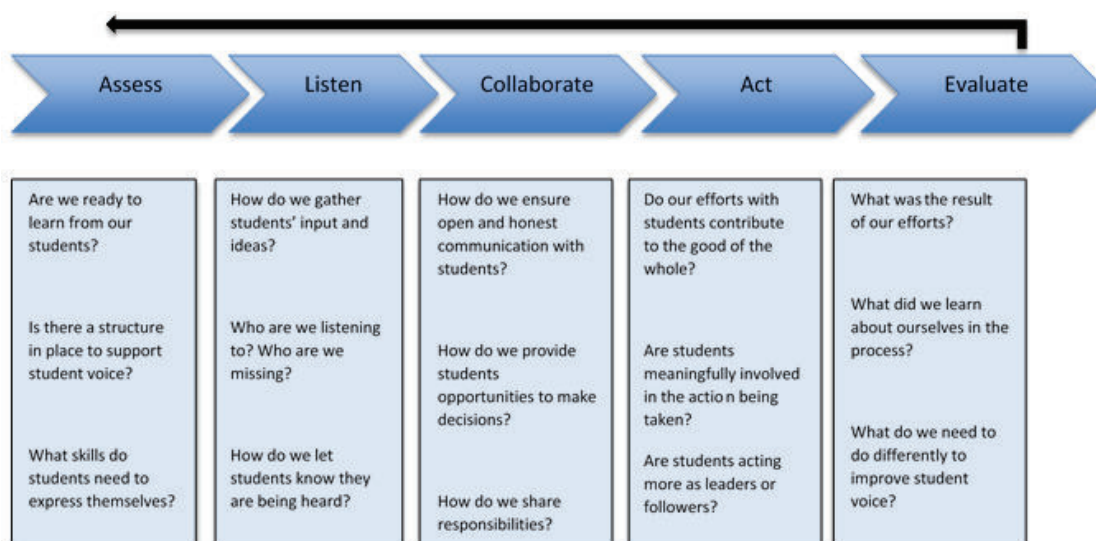 Assess
Listen
Collaborate
Act
Evaluate
Are we ready to
learn from our
students?
Is there a structure
in place to support
student voice?
What skills do
students need to
express themselves?
How do we gather
students' input and
ideas?
Who are we listening
to? Who are we
missing?
How do we let
students know they
are being heard?
How do we ensure
open and honest
communication with
students?
How do we provide
students
opportunities to make
decisions?
How do we share
responsibilities?
Do our efforts with
students contribute
to the good of the
whole?
Are students
meaningfully involved
in the action being
taken?
Are students acting
more as leaders or
followers?
What was the result
of our efforts?
What did we learn
about ourselves in the
process?
What do we need to
do differently to
improve student
voice?